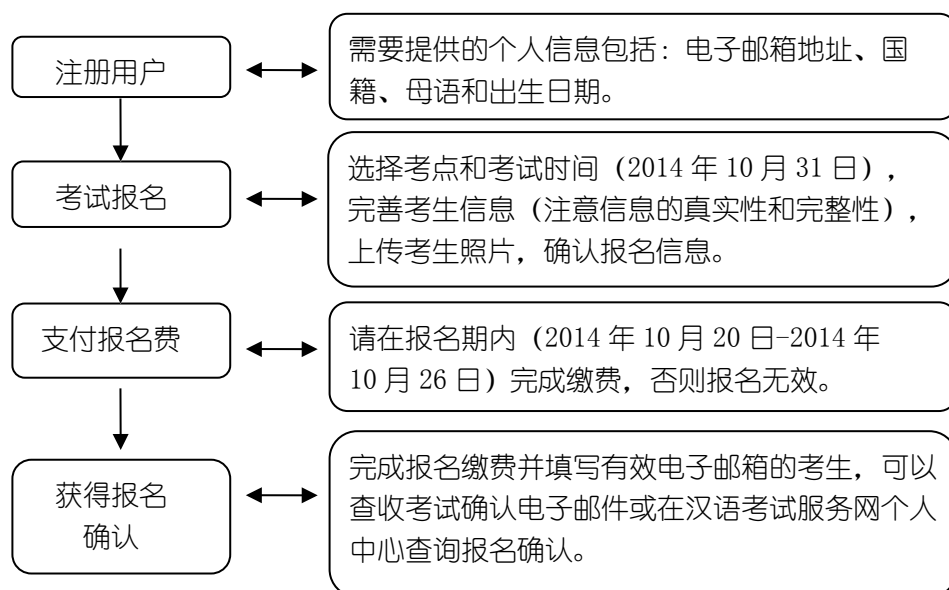 注册用户
需要提供的个人信息包括：电子邮箱地址、国
籍、母语和出生日期。
考试报名
选择考点和考试时间（2014 年 10 月 31 日），
完善考生信息（注意信息的真实性和完整性），
上传考生照片，确认报名信息。
支付报名费
请在报名期内（2014 年 10 月 20 日-2014 年
10 月 26 日）完成缴费，否则报名无效。
获得报名
确认
完成报名缴费并填写有效电子邮箱的考生，可以
查收考试确认电子邮件或在汉语考试服务网个人
中心查询报名确认。